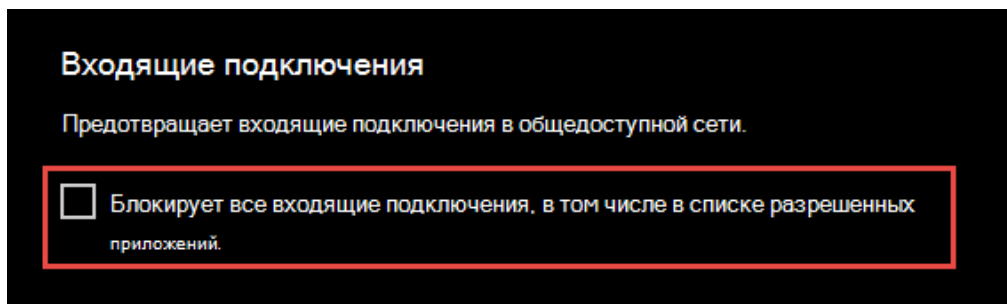 Входящие подключения
Предотвращает входящие подключения в общедоступной сети.
Блокирует все входящие подключения, в том числе в списке разрешенных
приложений.